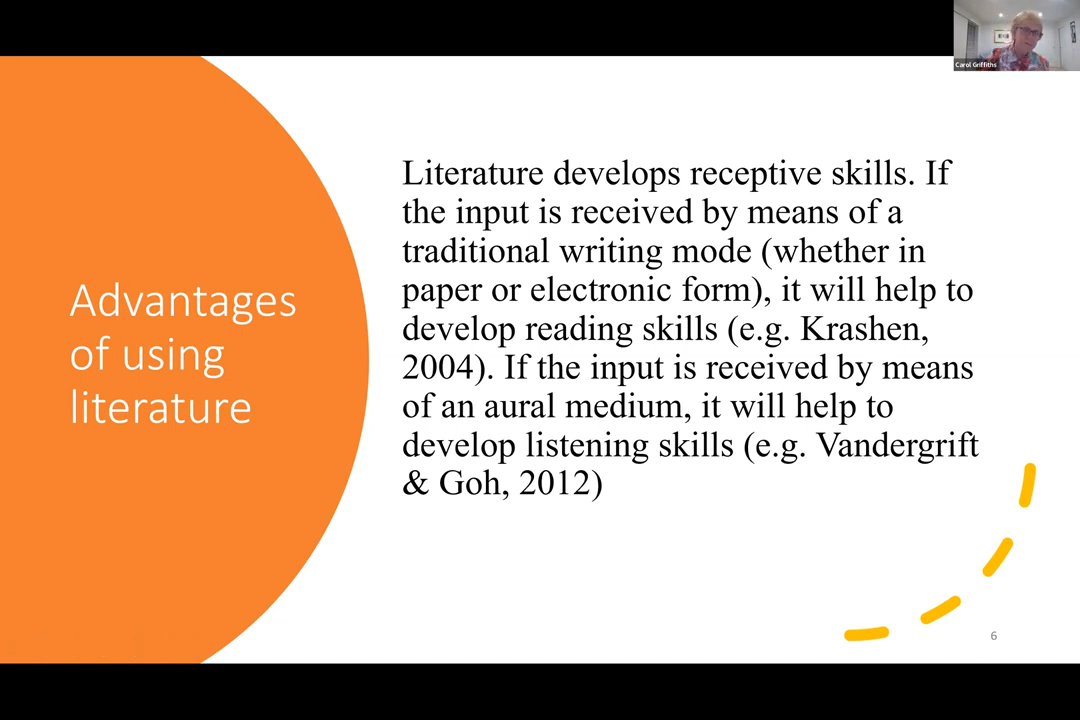 Carol Griffiths
Advantages
of using
literature
Literature develops receptive skills. If
the input is received by means of a
traditional writing mode (whether in
paper or electronic form), it will help to
develop reading skills (e.g. Krashen,
2004). If the input is received by means
of an aural medium, it will help to
develop listening skills (e.g. Vandergrift
& Goh, 2012)
6